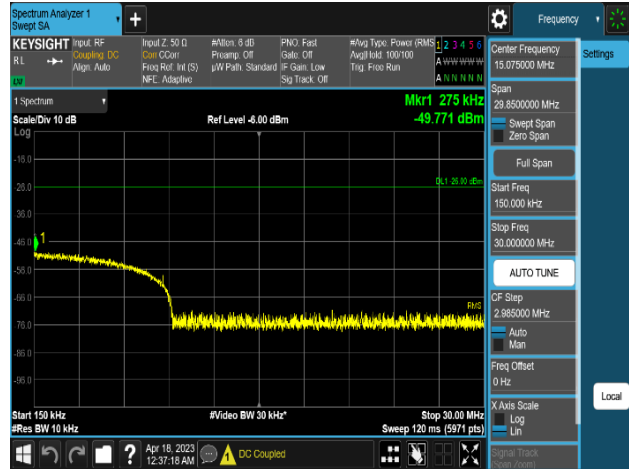 Spectrum Analyzer 1
Swept SA
+
Frequency
KEYSIGHT
RL
LV
Input: RF
Coupling: DC
Align: Auto
Input Z: 50 Ω
Corr CCorr
Freq Ref: Int (S)
NFE: Adaptive
#Atten: 6 dB
Preamp: Off
µW Path: Standard
PNO: Fast
Gate: Off
IF Gain: Low
Sig Track: Off
#Avg Type: Power (RMS
Avg|Hold: 100/100
Trig: Free Run
1 2 3 4 5 6
A WW WW W
A N N N N N
1 Spectrum
Scale/Div 10 dB
Ref Level -6.00 dBm
Mkr1 275 kHz
-49.771 dBm
Log
-16.0
-26.0
-36.0
-46.0
-56.0
-66.0
-76.0
-86.0
-96.0
DL1 -26.00 dBm
1
RMS
Start 150 kHz
#Video BW 30 kHz*
Stop 30.00 MHz
#Res BW 10 kHz
Sweep 120 ms (5971 pts)
?
Apr 18, 2023
12:37:18 AM
DC Coupled
Center Frequency
15.075000 MHz
Settings
Span
29.8500000 MHz
Swept Span
Zero Span
Full Span
Start Freq
150.000 kHz
Stop Freq
30.000000 MHz
AUTO TUNE
CF Step
2.985000 MHz
Auto
Man
Freq Offset
0 Hz
X Axis Scale
Log
Lin
Local
Signal Track
(Span Zoom)